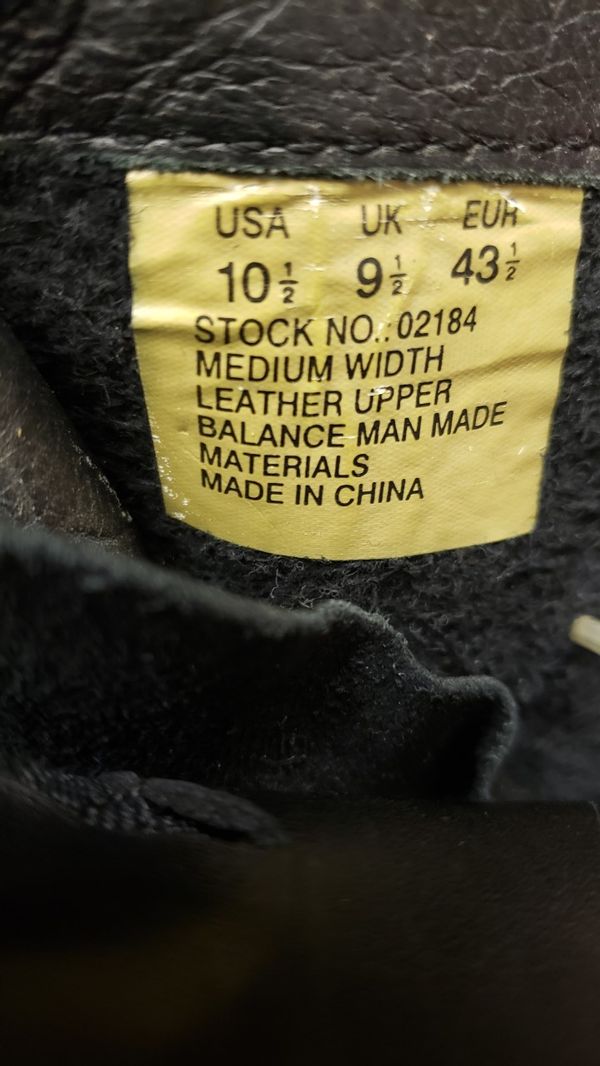 USA UK EUR
10½ 9½ 43½
STOCK NO.: 02184
MEDIUM WIDTH
LEATHER UPPER
BALANCE MAN MADE
MATERIALS
MADE IN CHINA